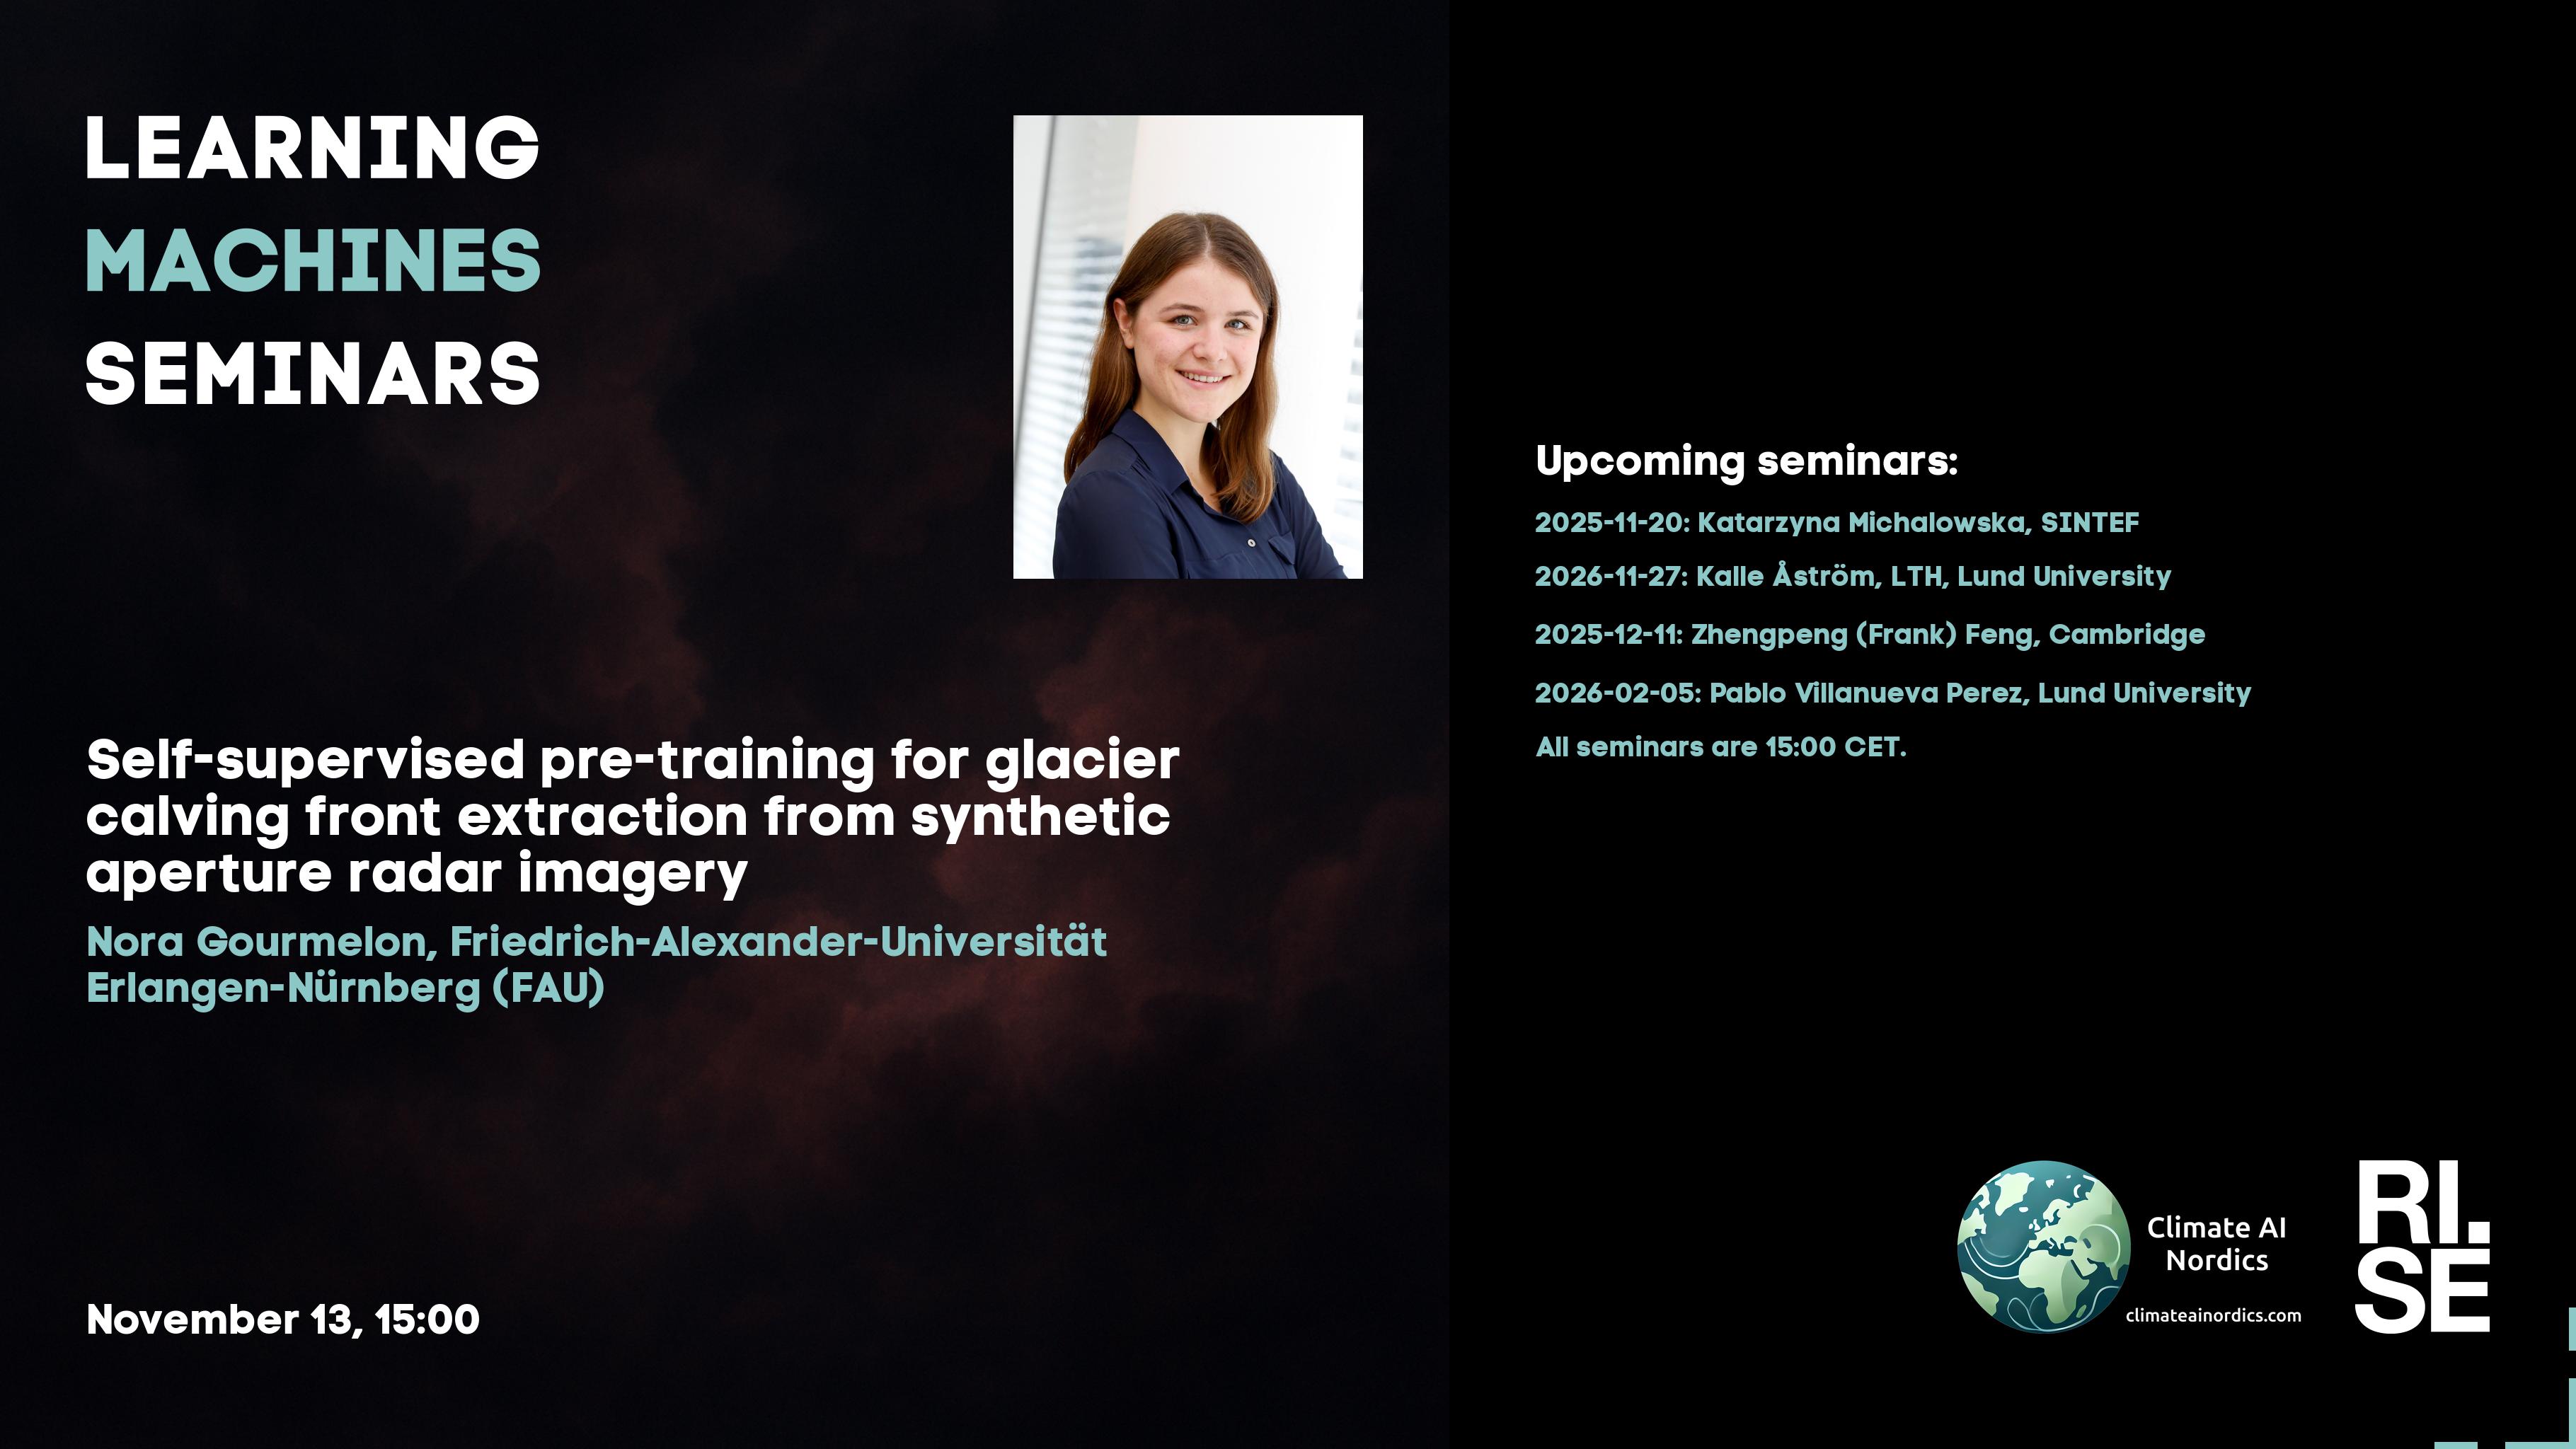 LEARNING
MACHINES
SEMINARS
Self-supervised pre-training for glacier
calving front extraction from synthetic
aperture radar imagery
Nora Gourmelon, Friedrich-Alexander-Universität
Erlangen-Nürnberg (FAU)
November 13, 15:00
Upcoming seminars:
2025-11-20: Katarzyna Michalowska, SINTEF
2026-11-27: Kalle Åström, LTH, Lund University
2025-12-11: Zhengpeng (Frank) Feng, Cambridge
2026-02-05: Pablo Villanueva Perez, Lund University
All seminars are 15:00 CET.
Climate AI
Nordics
climateainordics.com
RI.
SE